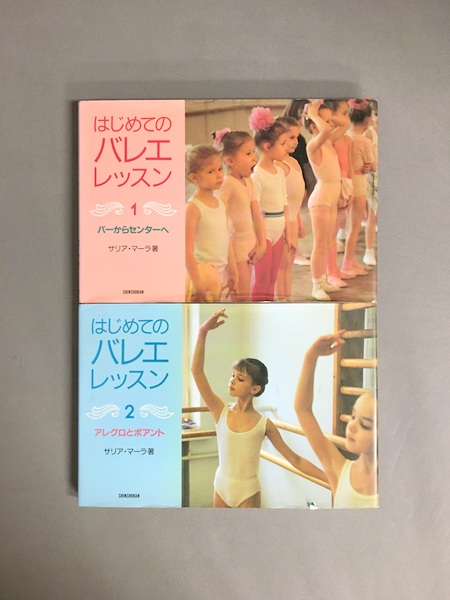 はじめての
バレエ
レッスン
1
バーからセンターへ
サリア・マーラ著
SHINSHOKAN
はじめての
バレエ
レッスン
2
アレグロとポアント
サリア・マーラ著
SHINSHOKAN